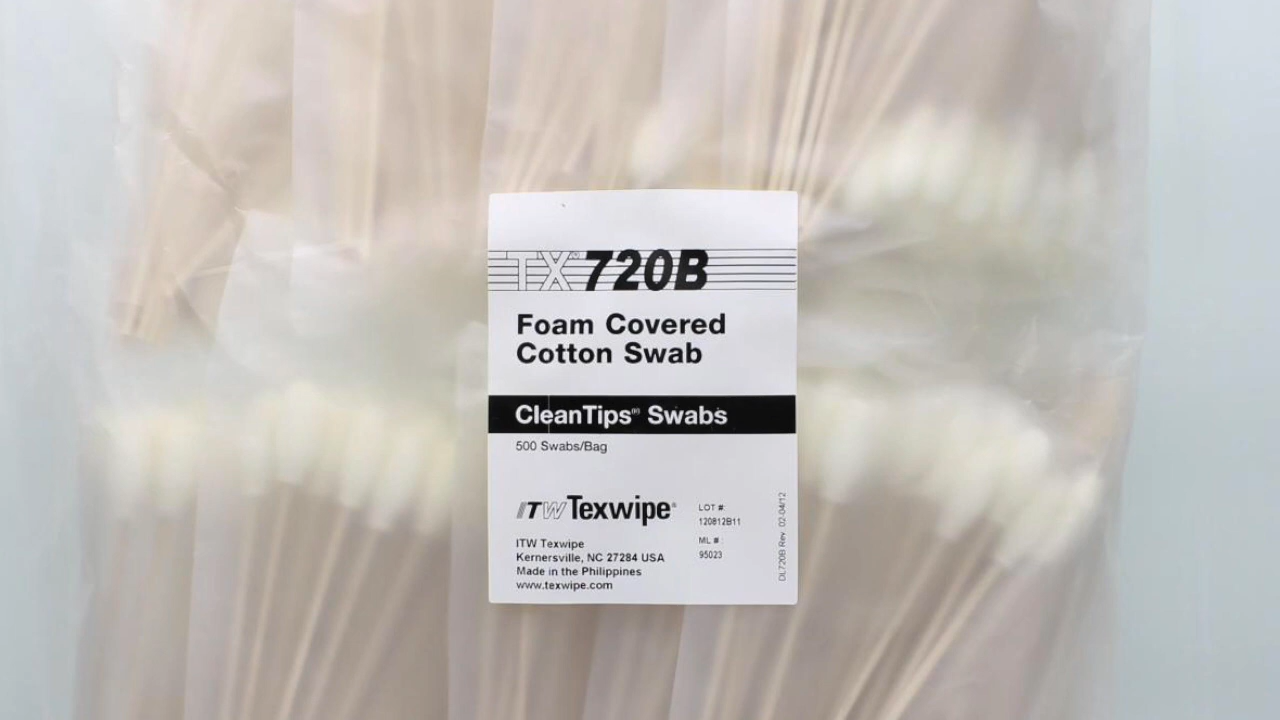 TX® 720B
Foam Covered
Cotton Swab
CleanTips® Swabs
500 Swabs/Bag
ITW Texwipe®
LOT #:
120812B11
ML # :
95023
ITW Texwipe
Kernersville, NC 27284 USA
Made in the Philippines
www.texwipe.com
DL720B Rev. 02-04/12